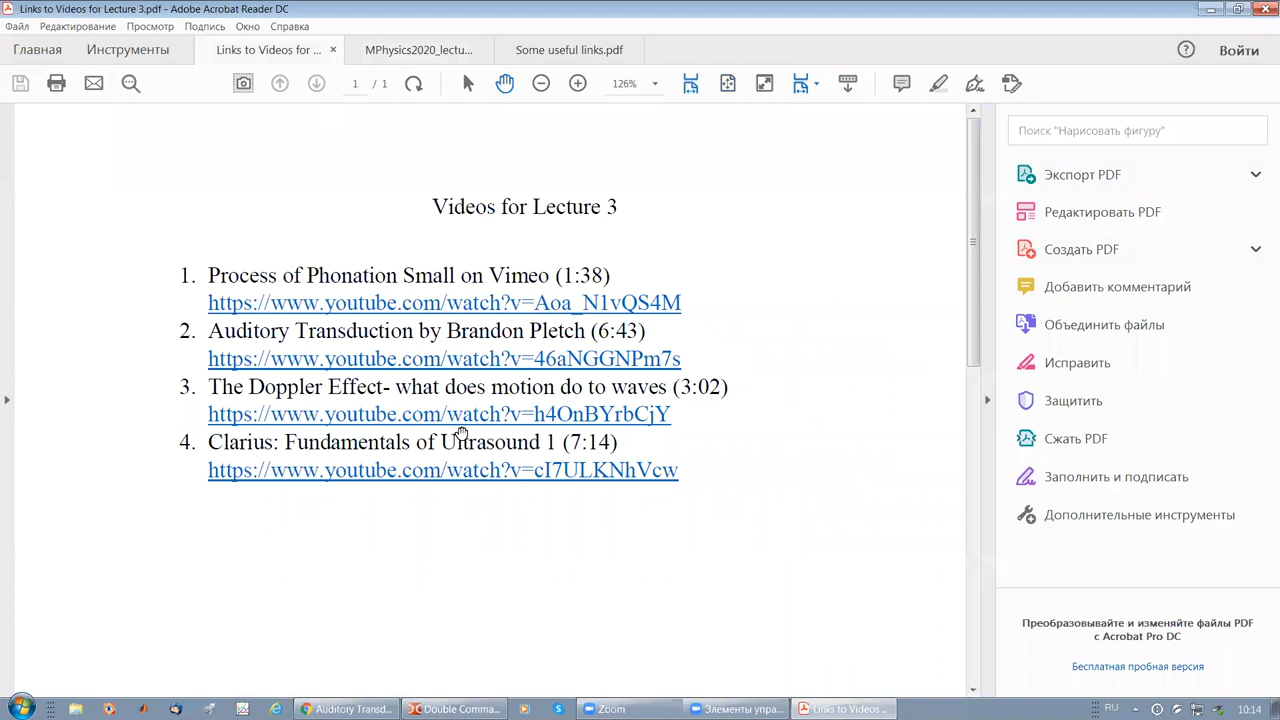 Links to Videos for Lecture 3.pdf - Adobe Acrobat Reader DC
Файл Редактирование Просмотр Подпись Окно Справка
Главная Инструменты Links to Videos for ... × MPhysics2020_lectu... Some useful links.pdf Войти
1 / 1 126%
Videos for Lecture 3
1. Process of Phonation Small on Vimeo (1:38)
https://www.youtube.com/watch?v=Aoa_N1vQS4M
2. Auditory Transduction by Brandon Pletch (6:43)
https://www.youtube.com/watch?v=46aNGGNPm7s
3. The Doppler Effect- what does motion do to waves (3:02)
https://www.youtube.com/watch?v=h4OnBYrbCjY
4. Clarius: Fundamentals of Ultrasound 1 (7:14)
https://www.youtube.com/watch?v=cI7ULKNhVcw
Поиск "Нарисовать фигуру"
Экспорт PDF
Редактировать PDF
Создать PDF
Добавить комментарий
Объединить файлы
Исправить
Защитить
Сжать PDF
Заполнить и подписать
Дополнительные инструменты
Преобразовывайте и изменяйте файлы PDF
с Acrobat Pro DC
Бесплатная пробная версия
Auditory Transd... Double Comma... Zoom Элементы упра... Links to Videos ... RU 10:14